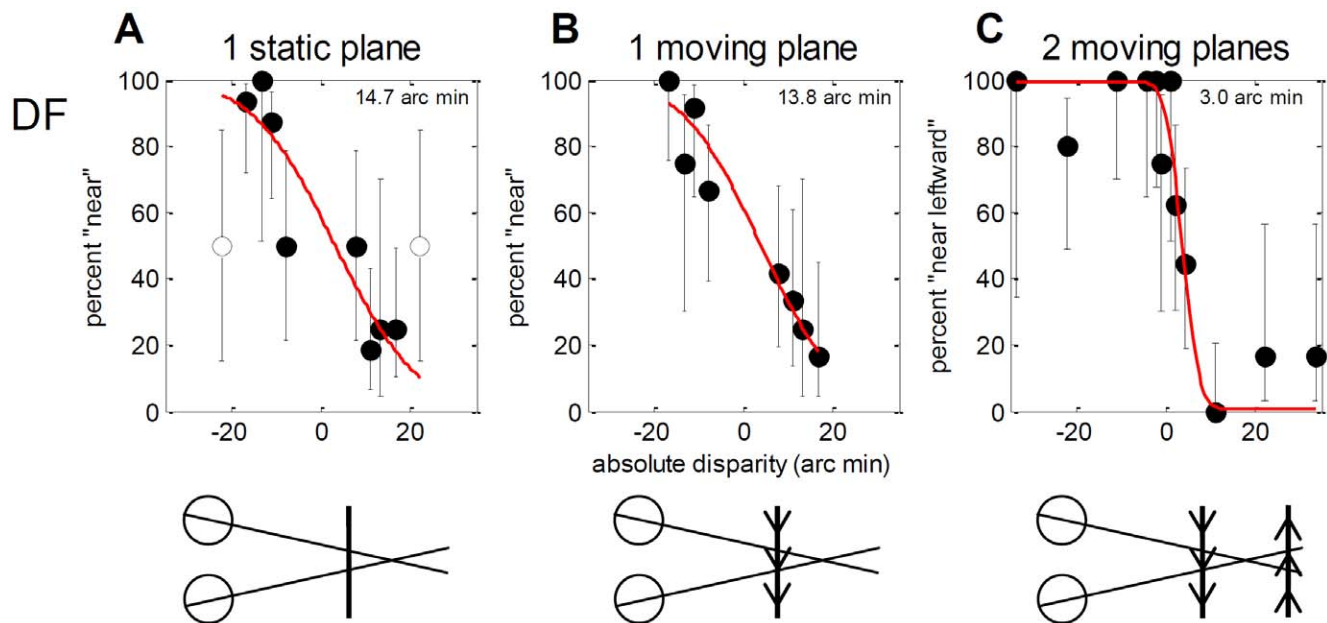 A
1 static plane
B
1 moving plane
C
2 moving planes
DF
percent "near"
100
80
60
40
20
0
14.7 arc min
-20
0
20
percent "near"
100
80
60
40
20
0
13.8 arc min
-20
0
20
absolute disparity (arc min)
percent "near leftward"
100
80
60
40
20
0
3.0 arc min
-20
0
20